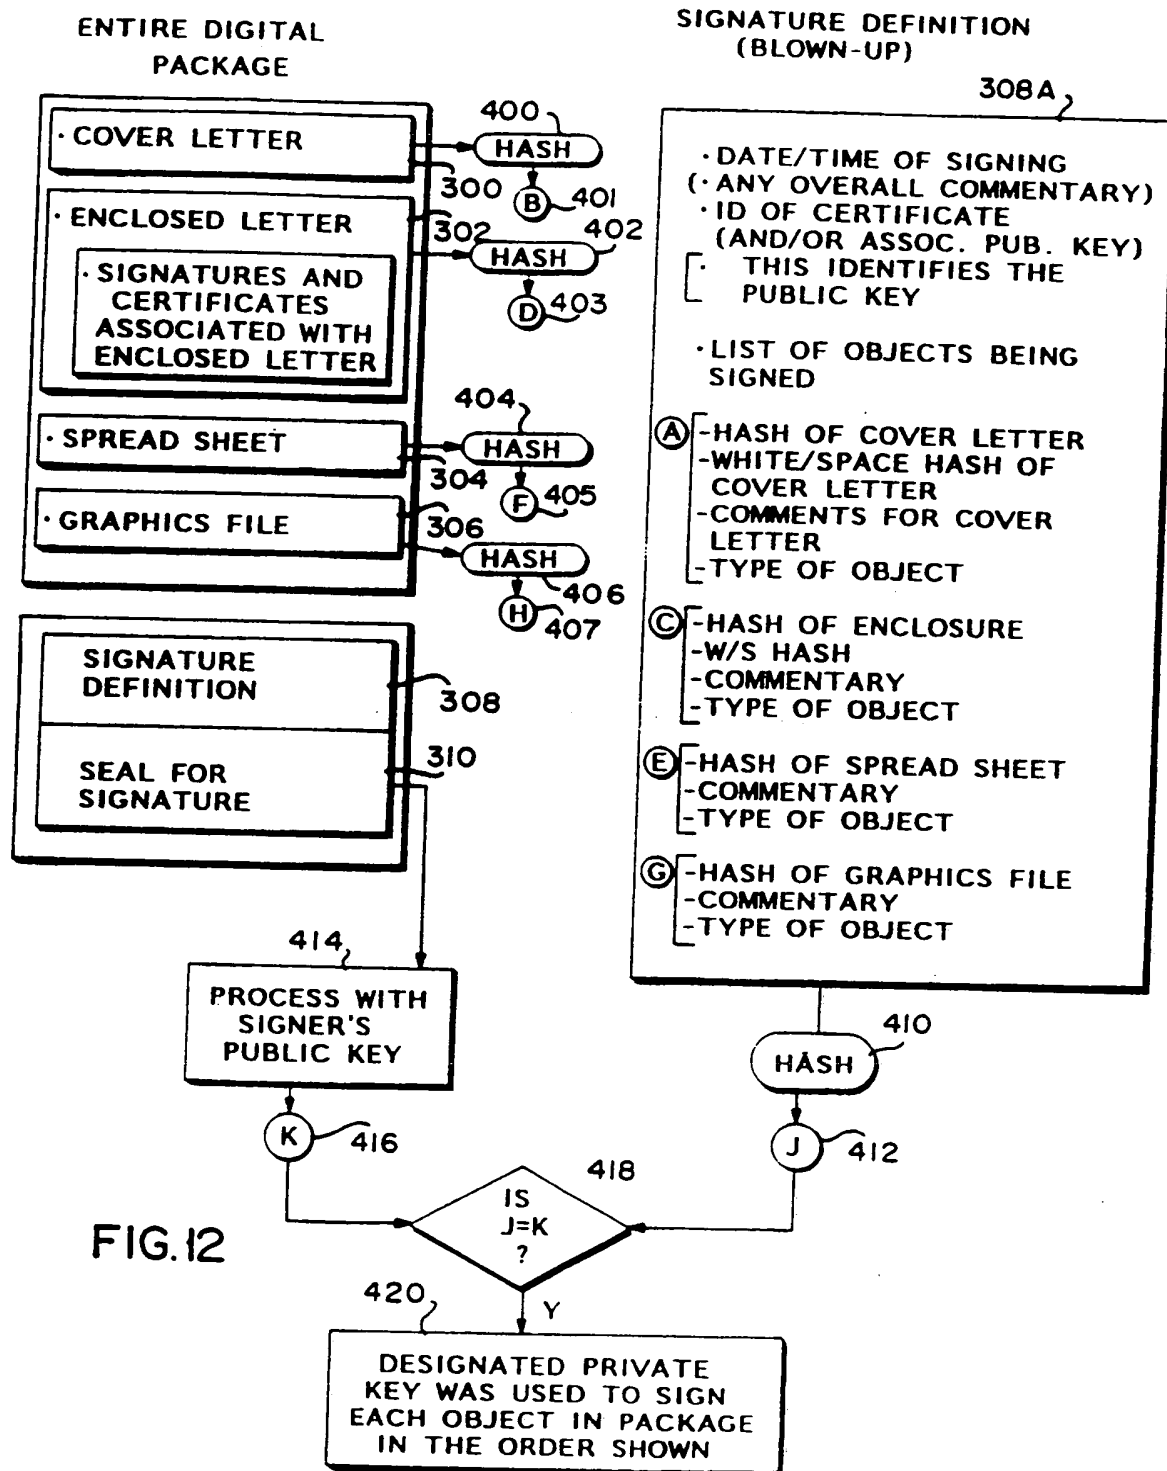 ENTIRE DIGITAL
PACKAGE
· COVER LETTER
300
400
HASH
B
401
· ENCLOSED LETTER
302
· SIGNATURES AND
CERTIFICATES
ASSOCIATED WITH
ENCLOSED LETTER
402
HASH
D
403
· SPREAD SHEET
304
404
HASH
F
405
· GRAPHICS FILE
306
HASH
406
H
407
SIGNATURE
DEFINITION
308
SEAL FOR
SIGNATURE
310
SIGNATURE DEFINITION
(BLOWN-UP)
308A
· DATE/TIME OF SIGNING
(· ANY OVERALL COMMENTARY)
· ID OF CERTIFICATE
(AND/OR ASSOC. PUB. KEY)
· THIS IDENTIFIES THE
PUBLIC KEY
· LIST OF OBJECTS BEING
SIGNED
A -HASH OF COVER LETTER
-WHITE/SPACE HASH OF
COVER LETTER
-COMMENTS FOR COVER
LETTER
-TYPE OF OBJECT
C -HASH OF ENCLOSURE
-W/S HASH
-COMMENTARY
-TYPE OF OBJECT
E -HASH OF SPREAD SHEET
-COMMENTARY
-TYPE OF OBJECT
G -HASH OF GRAPHICS FILE
-COMMENTARY
-TYPE OF OBJECT
414
PROCESS WITH
SIGNER'S
PUBLIC KEY
K
416
410
HASH
J
412
418
IS
J=K
?
Y
FIG.12
420
DESIGNATED PRIVATE
KEY WAS USED TO SIGN
EACH OBJECT IN PACKAGE
IN THE ORDER SHOWN